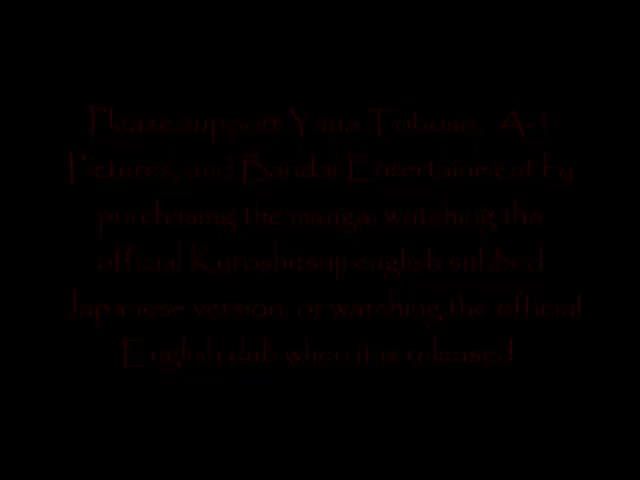 Please support Yana Toboso, A-1
Pictures, and Bandai Entertainment by
purchasing the manga, watching the
official Kuroshitsuji english subbed
Japanese version, or watching the official
English dub when it is released